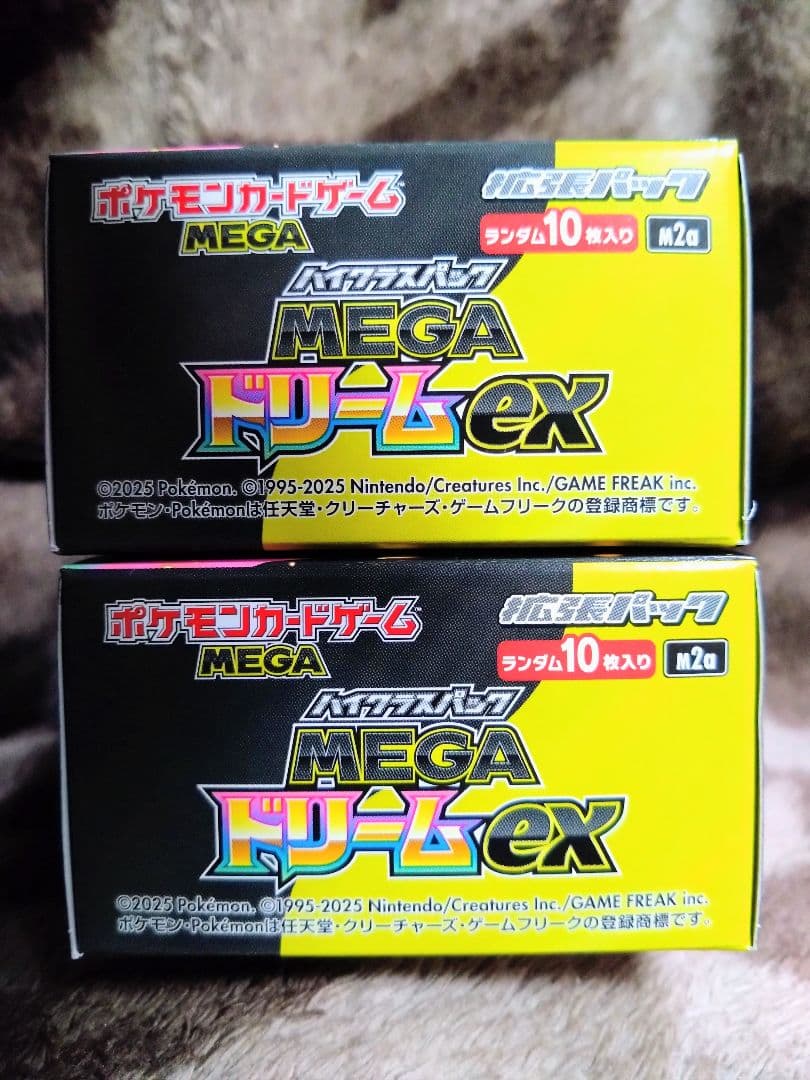 ポケモンカードゲーム
MEGA
拡張パック
ランダム10枚入り M2a
ハイクラスパック
MEGA
ドリームex
©2025 Pokémon. ©1995-2025 Nintendo/Creatures Inc./GAME FREAK inc.
ポケモン・Pokémonは任天堂・クリーチャーズ・ゲームフリークの登録商標です。
ポケモンカードゲーム
MEGA
拡張パック
ランダム10枚入り M2a
ハイクラスパック
MEGA
ドリームex
©2025 Pokémon. ©1995-2025 Nintendo/Creatures Inc./GAME FREAK inc.
ポケモン・Pokémonは任天堂・クリーチャーズ・ゲームフリークの登録商標です。